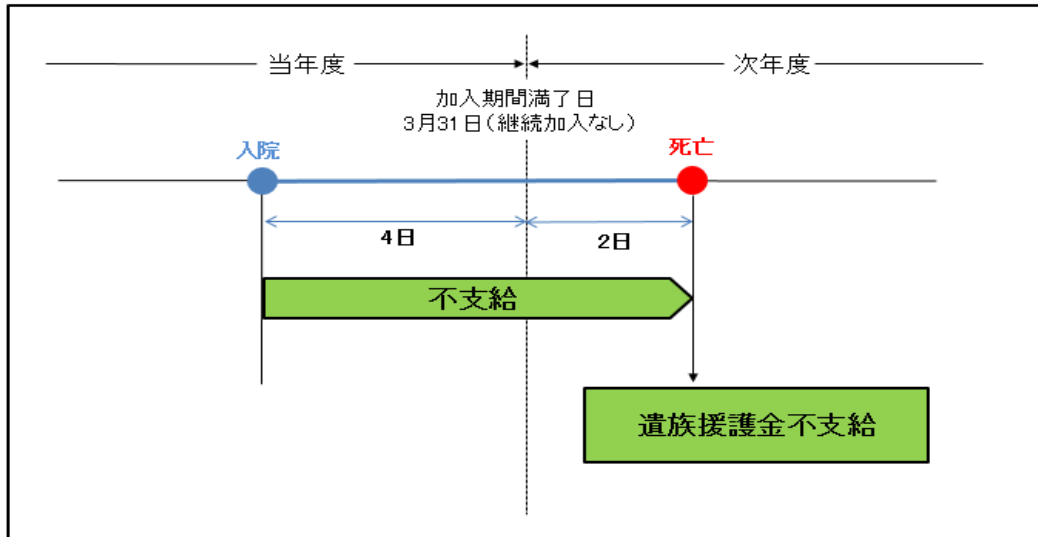 当年度
次年度
加入期間満了日
3月31日(継続加入なし)
入院
死亡
4日
2日
不支給
遺族援護金不支給